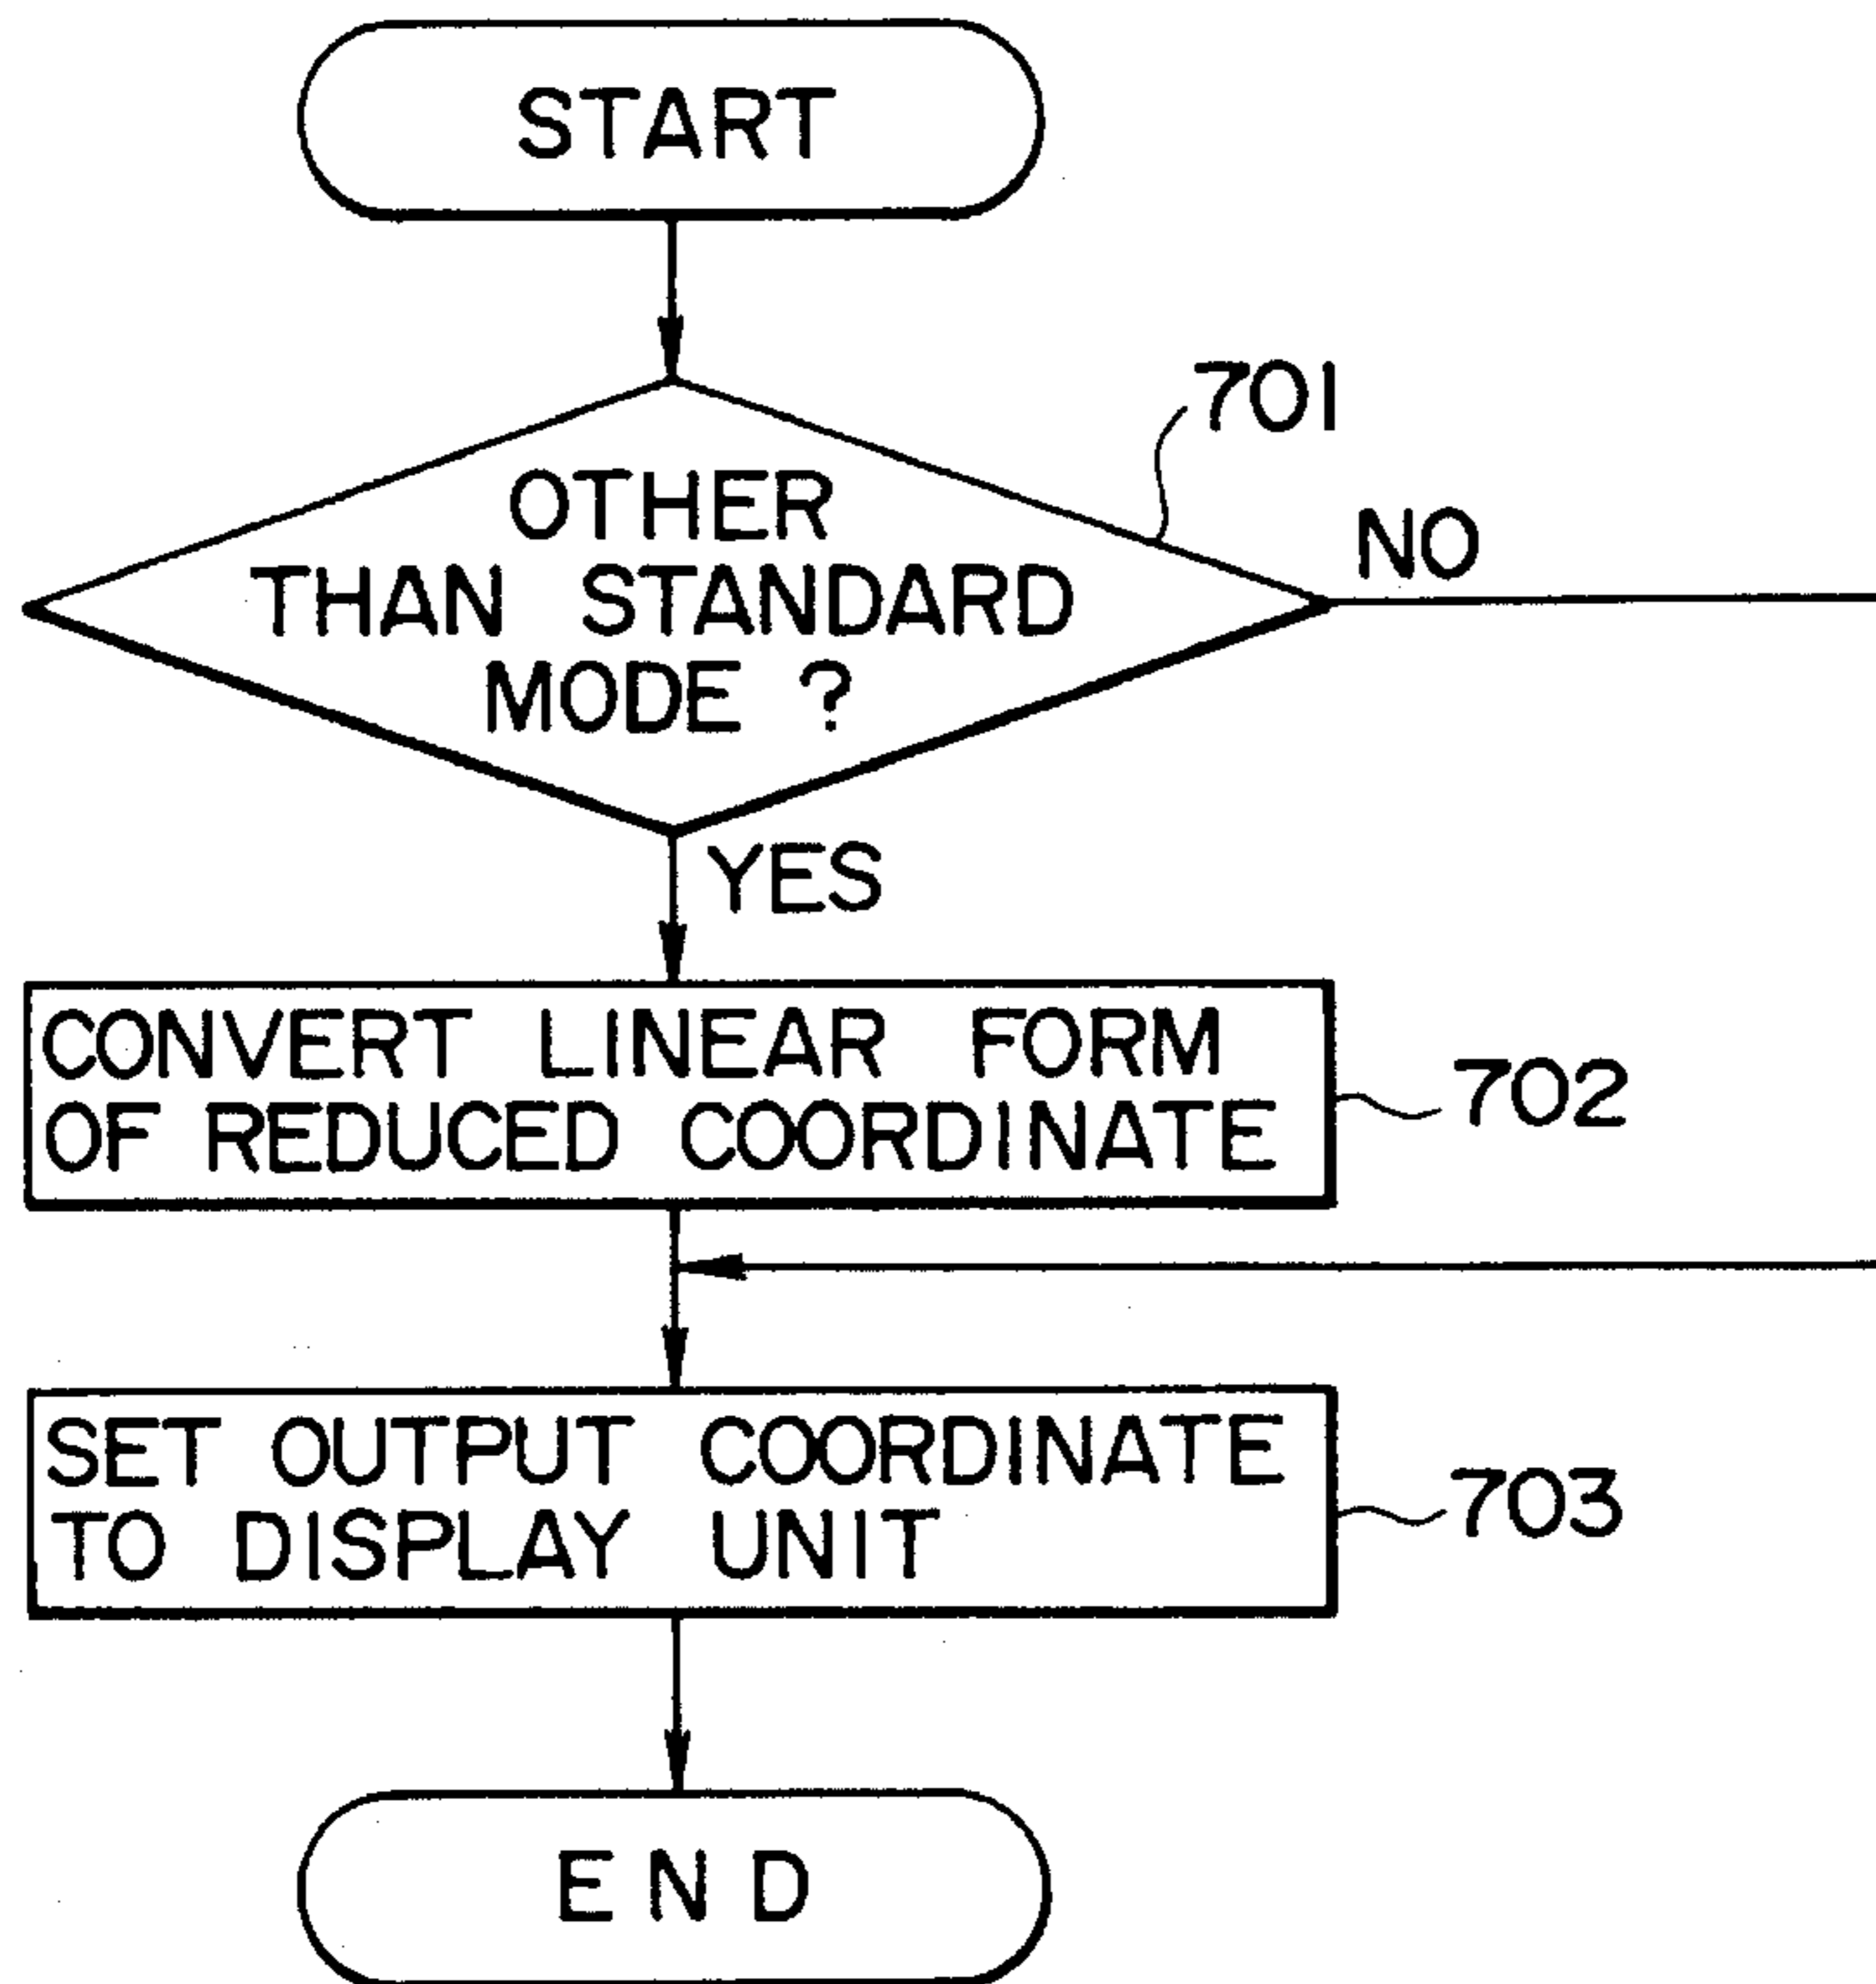 START
701
OTHER
THAN STANDARD
MODE ?
NO
YES
CONVERT LINEAR FORM
OF REDUCED COORDINATE
702
SET OUTPUT COORDINATE
TO DISPLAY UNIT
703
END